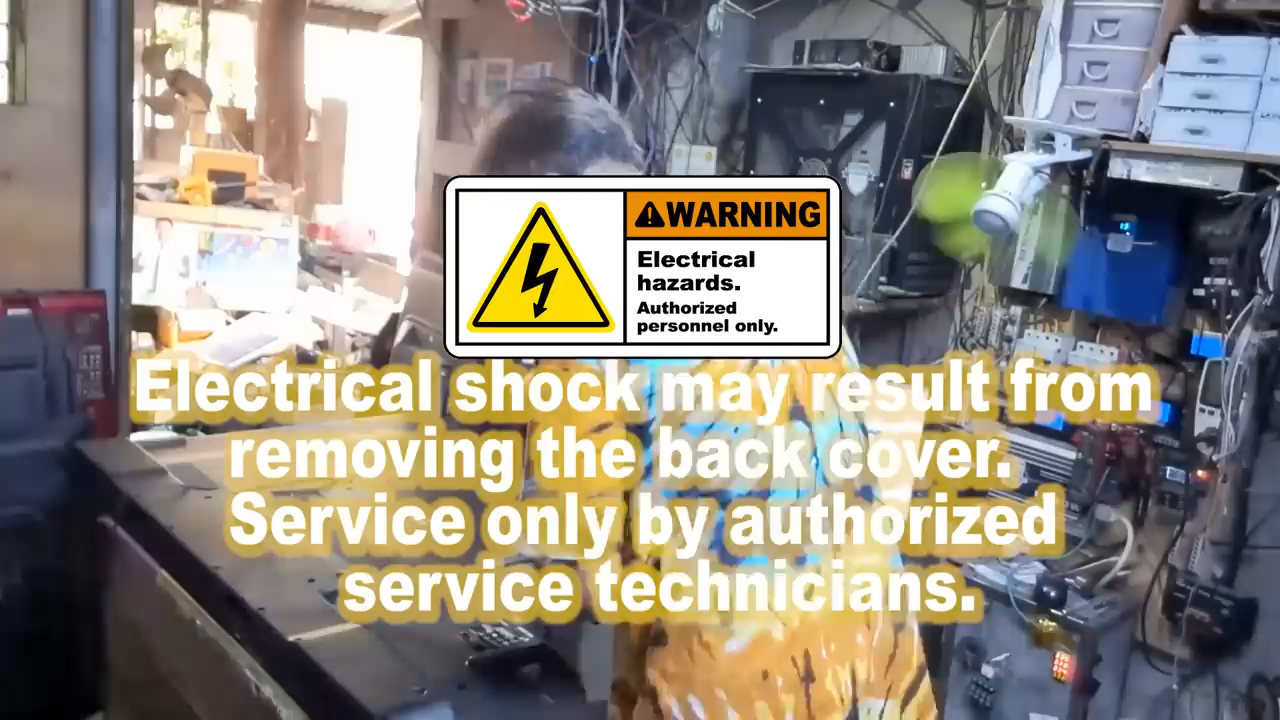 WARNING
Electrical
hazards.
Authorized
personnel only.
Electrical shock may result from
removing the back cover.
Service only by authorized
service technicians.